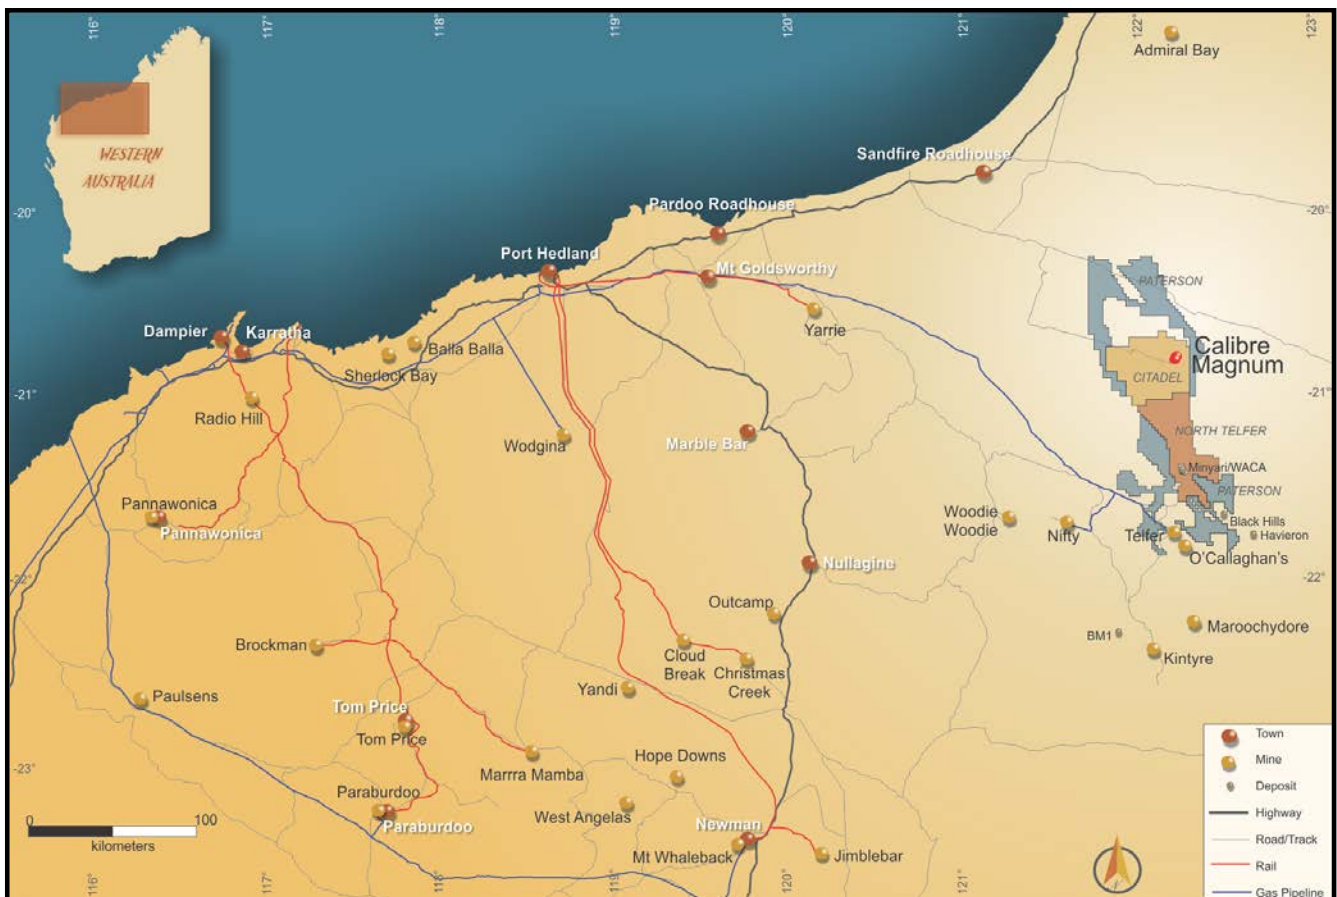 116°
117°
118°
119°
120°
121°
122°
123°
Admiral Bay
WESTERN
AUSTRALIA
Sandfire Roadhouse
-20°
-20°
Pardoo Roadhouse
Port Hedland
Mt Goldsworthy
PATERSON
Dampier
Karratha
Yarrie
Balla Balla
Sherlock Bay
Calibre
Magnum
CITADEL
-21°
-21°
Radio Hill
Wodgina
Marble Bar
NORTH TELFER
Minyari/WACA
PATERSON
Pannawonica
Pannawonica
Woodie
Woodie
Nifty
Telfer
Black Hills
Havieron
O'Callaghan's
Nullagine
-22°
-22°
Outcamp
BM1
Maroochydore
Kintyre
Brockman
Cloud
Break
Christmas
Creek
Yandi
Paulsens
Tom Price
Tom Price
Marrra Mamba
Hope Downs
-23°
Paraburdoo
Paraburdoo
West Angelas
Newman
Mt Whaleback
Jimblebar
0
100
kilometers
Town
Mine
Deposit
Highway
Road/Track
Rail
Gas Pipeline
116°
117°
118°
119°
120°
121°